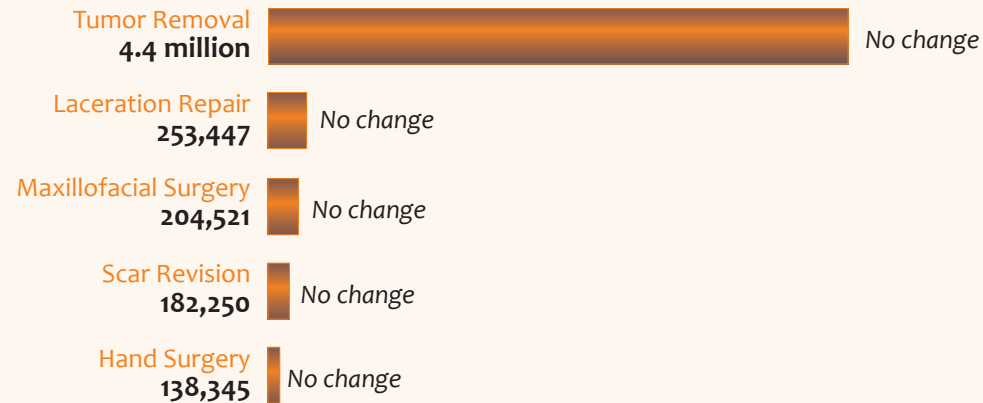 Tumor Removal
4.4 million
No change
Laceration Repair
253,447
No change
Maxillofacial Surgery
204,521
No change
Scar Revision
182,250
No change
Hand Surgery
138,345
No change